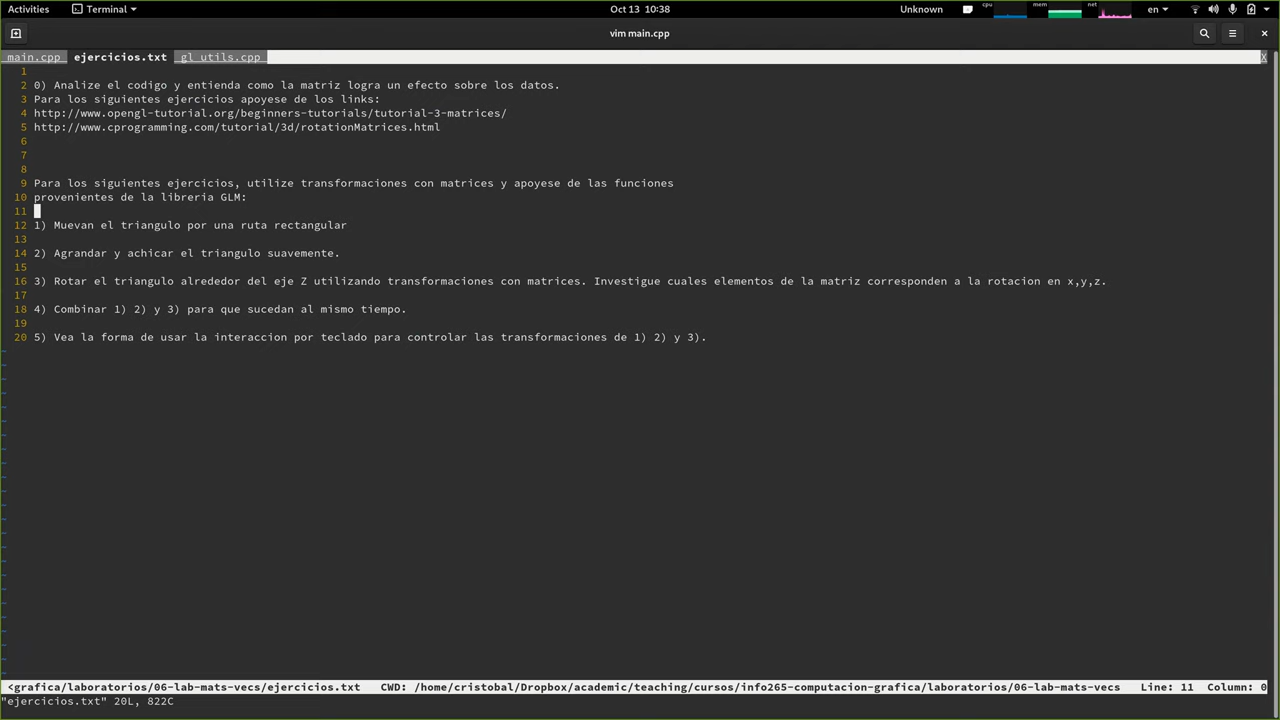 Activities Terminal Oct 13 10:38 Unknown cpu mem net en
vim main.cpp
main.cpp ejercicios.txt gl_utils.cpp X
1
2 0) Analize el codigo y entienda como la matriz logra un efecto sobre los datos.
3 Para los siguientes ejercicios apoyese de los links:
4 http://www.opengl-tutorial.org/beginners-tutorials/tutorial-3-matrices/
5 http://www.cprogramming.com/tutorial/3d/rotationMatrices.html
6
7
8
9 Para los siguientes ejercicios, utilize transformaciones con matrices y apoyese de las funciones
10 provenientes de la libreria GLM:
11
12 1) Muevan el triangulo por una ruta rectangular
13
14 2) Agrandar y achicar el triangulo suavemente.
15
16 3) Rotar el triangulo alrededor del eje Z utilizando transformaciones con matrices. Investigue cuales elementos de la matriz corresponden a la rotacion en x,y,z.
17
18 4) Combinar 1) 2) y 3) para que sucedan al mismo tiempo.
19
20 5) Vea la forma de usar la interaccion por teclado para controlar las transformaciones de 1) 2) y 3).
<grafica/laboratorios/06-lab-mats-vecs/ejercicios.txt CWD: /home/cristobal/Dropbox/academic/teaching/cursos/info265-computacion-grafica/laboratorios/06-lab-mats-vecs Line: 11 Column: 0
"ejercicios.txt" 20L, 822C